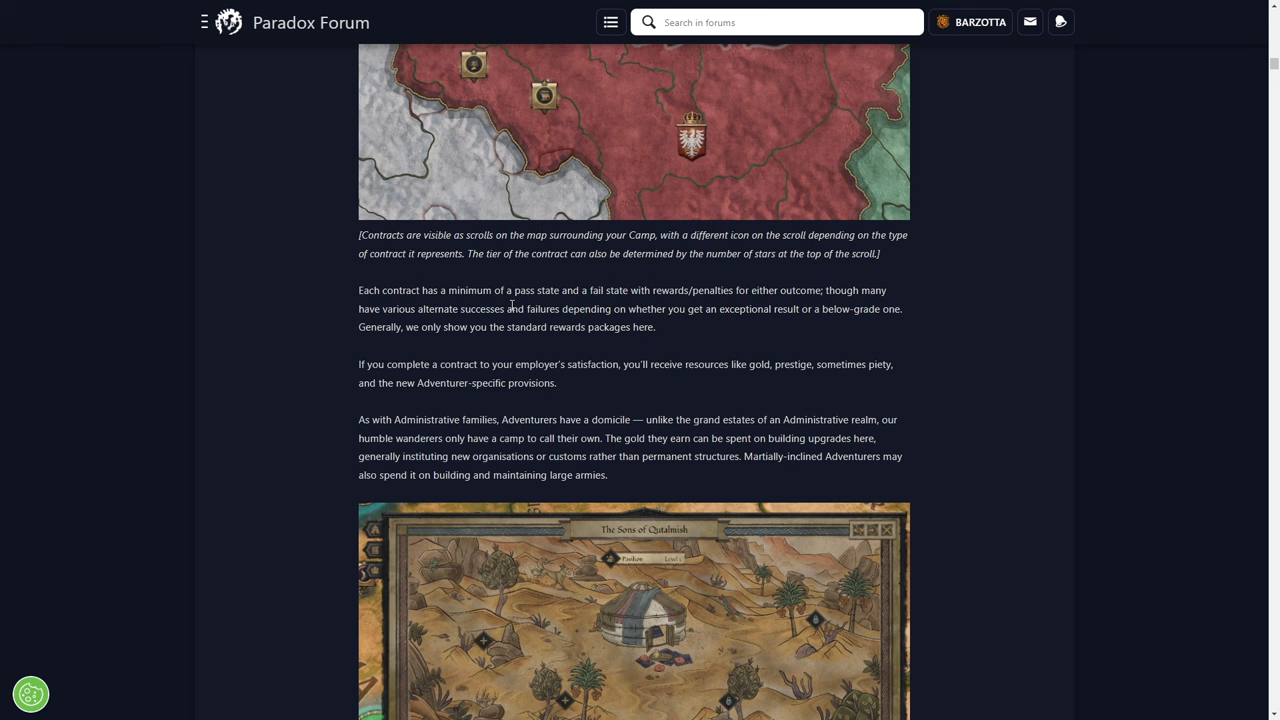 Paradox Forum
Search in forums
BARZOTTA
[Contracts are visible as scrolls on the map surrounding your Camp, with a different icon on the scroll depending on the type
of contract it represents. The tier of the contract can also be determined by the number of stars at the top of the scroll.]
Each contract has a minimum of a pass state and a fail state with rewards/penalties for either outcome; though many
have various alternate successes and failures depending on whether you get an exceptional result or a below-grade one.
Generally, we only show you the standard rewards packages here.
If you complete a contract to your employer's satisfaction, you'll receive resources like gold, prestige, sometimes piety,
and the new Adventurer-specific provisions.
As with Administrative families, Adventurers have a domicile — unlike the grand estates of an Administrative realm, our
humble wanderers only have a camp to call their own. The gold they earn can be spent on building upgrades here,
generally instituting new organisations or customs rather than permanent structures. Martially-inclined Adventurers may
also spend it on building and maintaining large armies.
The Sons of Qutalmish
Pavilion Level 1